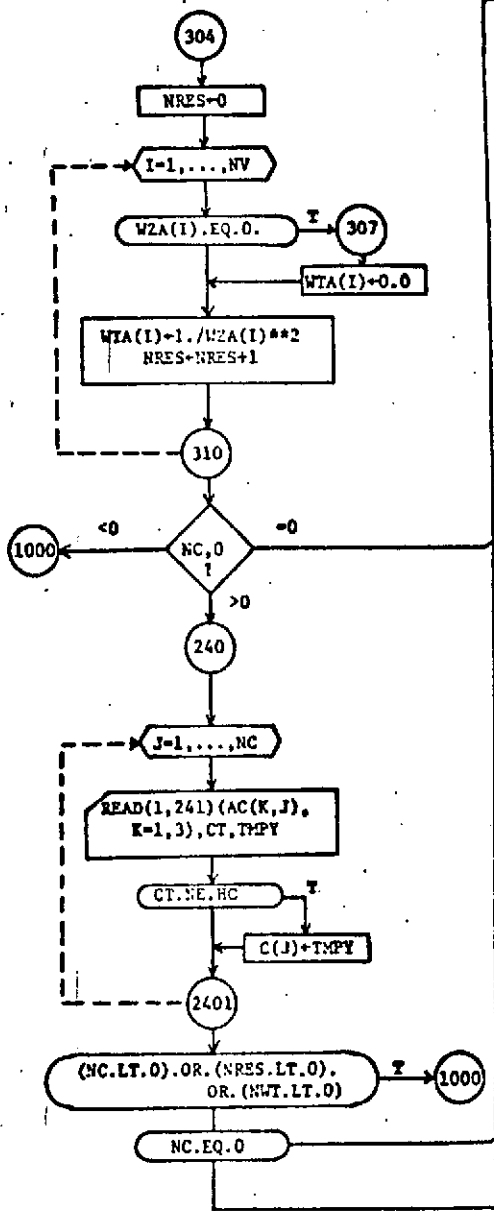 304
NRES←0
I=1,...,NV
W2A(I).EQ.0.
T
307
WTA(I)←0.0
WTA(I)←1./W2A(I)**2
NRES←NRES+1
310
<0
=0
1000
NC,0
?
>0
240
J=1,...,NC
READ(1,241)(AC(K,J),
K=1,3),CT,TMPY
CT.NE.HC
T
C(J)←TMPY
2401
(NC.LT.0).OR.(NRES.LT.0).
OR.(NWT.LT.0)
T
1000
NC.EQ.0